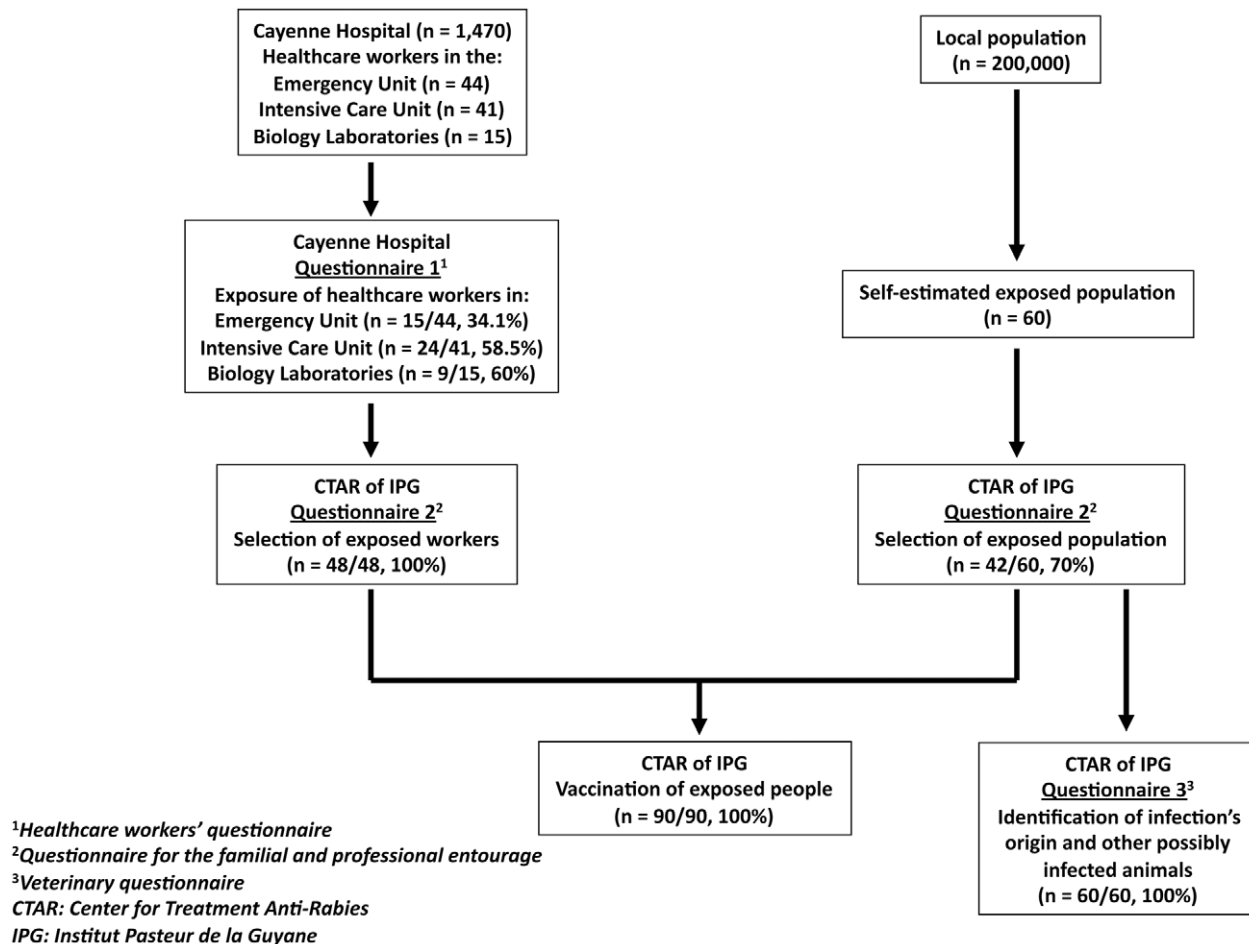 Cayenne Hospital (n = 1,470)
Healthcare workers in the:
Emergency Unit (n = 44)
Intensive Care Unit (n = 41)
Biology Laboratories (n = 15)
Local population
(n = 200,000)
Cayenne Hospital
Questionnaire 1¹
Exposure of healthcare workers in:
Emergency Unit (n = 15/44, 34.1%)
Intensive Care Unit (n = 24/41, 58.5%)
Biology Laboratories (n = 9/15, 60%)
Self-estimated exposed population
(n = 60)
CTAR of IPG
Questionnaire 2²
Selection of exposed workers
(n = 48/48, 100%)
CTAR of IPG
Questionnaire 2²
Selection of exposed population
(n = 42/60, 70%)
CTAR of IPG
Vaccination of exposed people
(n = 90/90, 100%)
CTAR of IPG
Questionnaire 3³
Identification of infection's
origin and other possibly
infected animals
(n = 60/60, 100%)
¹Healthcare workers' questionnaire
²Questionnaire for the familial and professional entourage
³Veterinary questionnaire
CTAR: Center for Treatment Anti-Rabies
IPG: Institut Pasteur de la Guyane